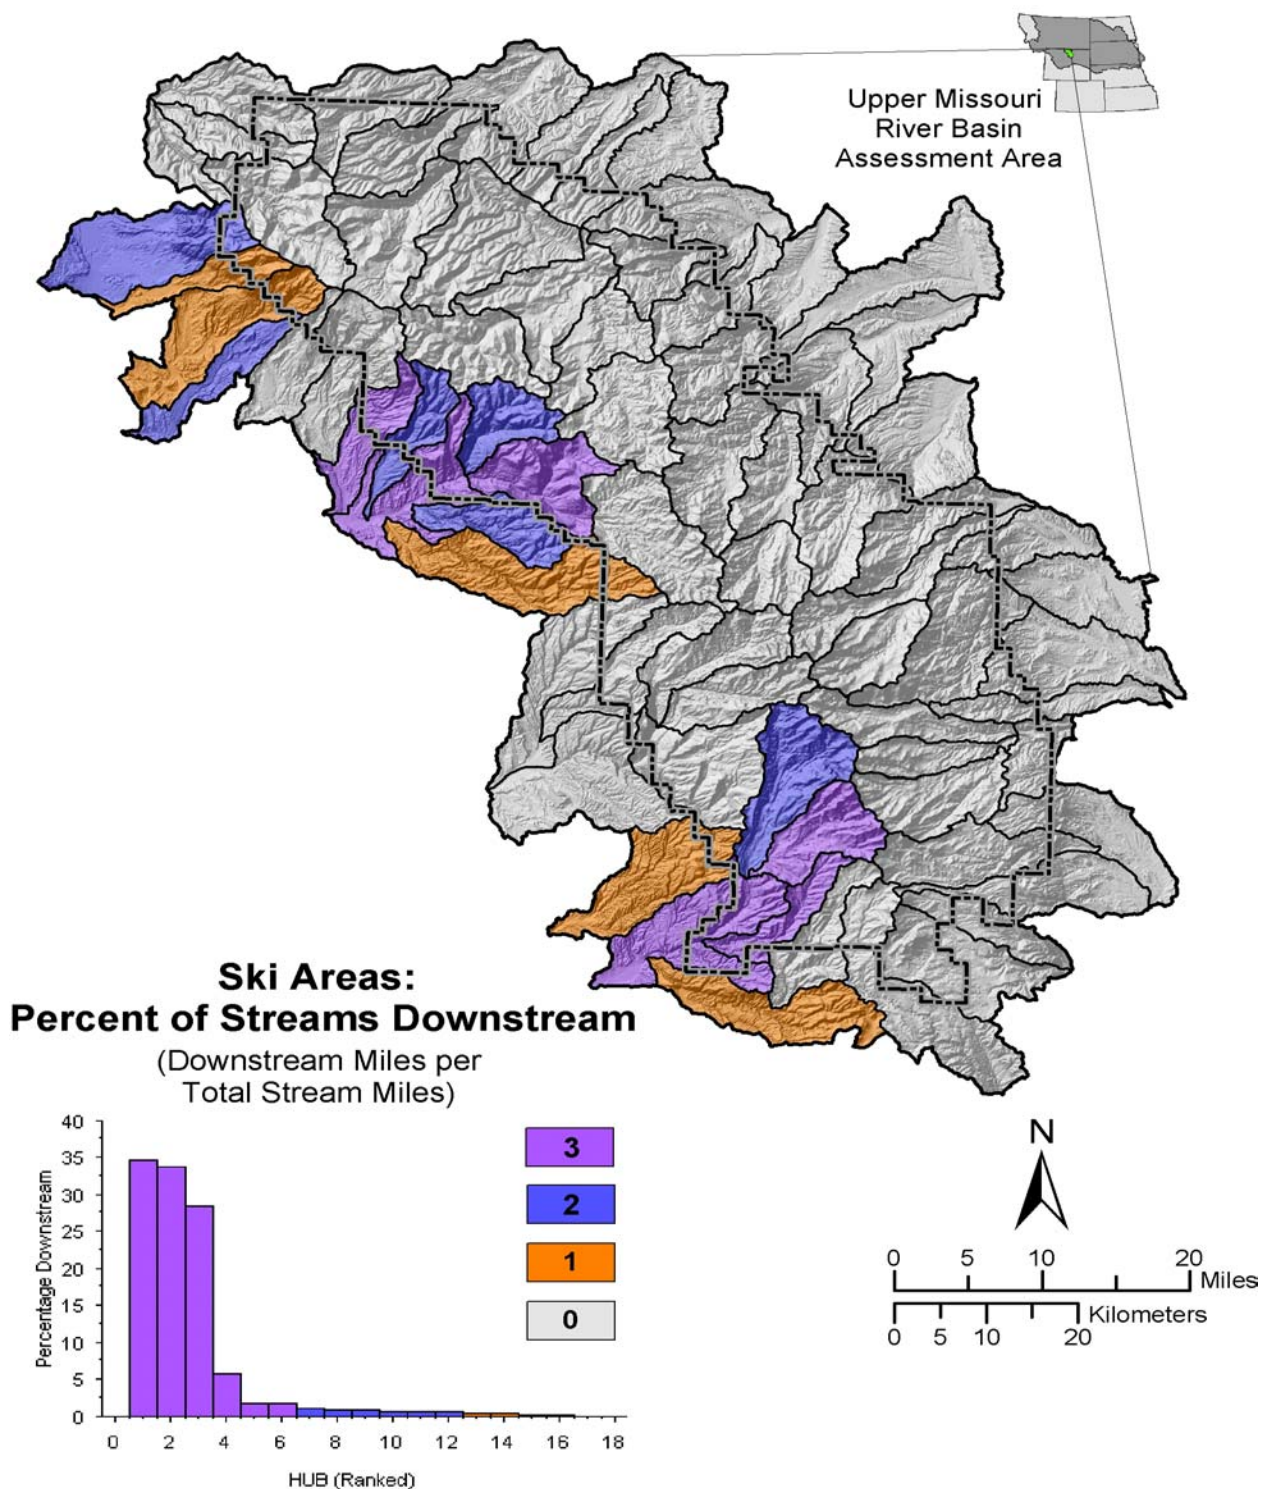 Upper Missouri
River Basin
Assessment Area
Ski Areas:
Percent of Streams Downstream
(Downstream Miles per
Total Stream Miles)
40
35
30
25
20
15
10
5
0
Percentage Downstream
0 2 4 6 8 10 12 14 16 18
HUB (Ranked)
3
2
1
0
N
0 5 10 20
Miles
Kilometers
0 5 10 20